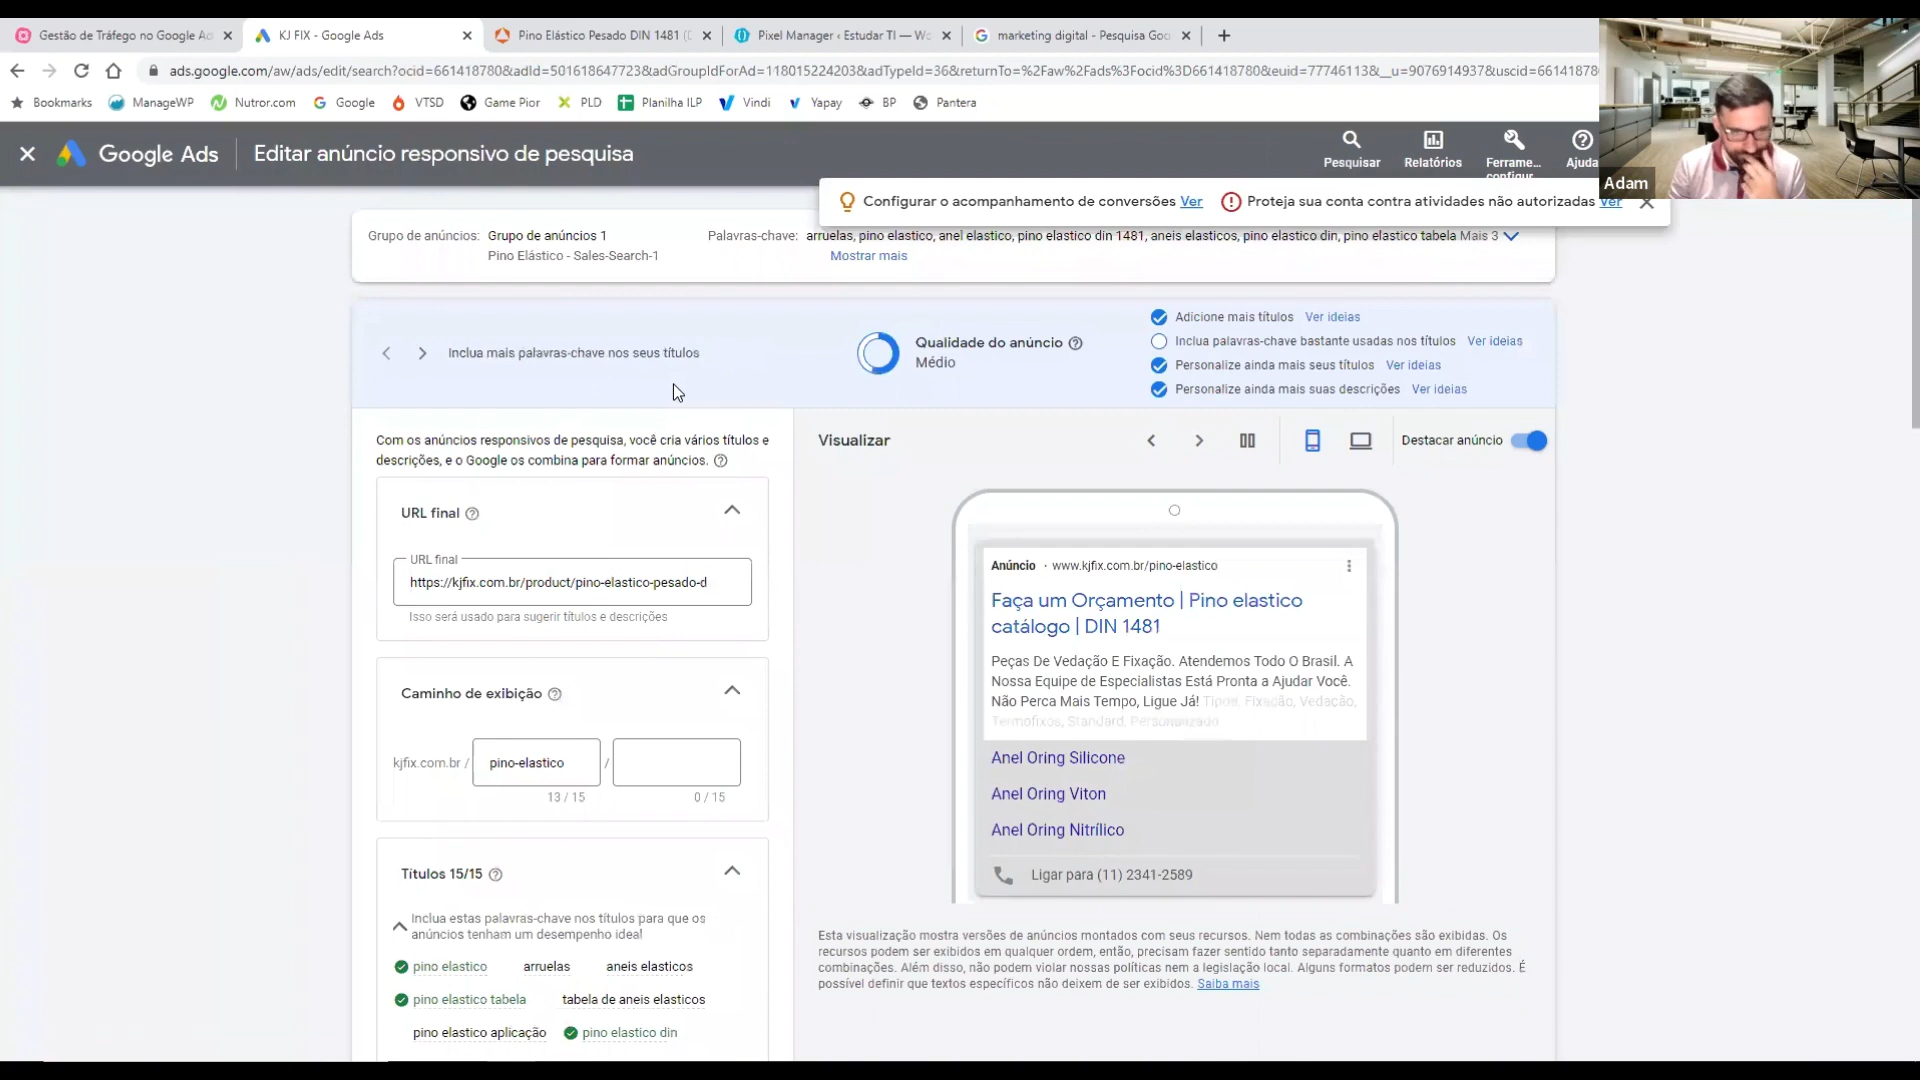 Gestão de Tráfego no Google Ad
KJ FIX - Google Ads
Pino Elástico Pesado DIN 1481 (D
Pixel Manager ‹ Estudar TI — Wo
marketing digital - Pesquisa Goo
ads.google.com/aw/ads/edit/search?ocid=661418780&adId=501618647723&adGroupIdForAd=118015224203&adTypeId=36&returnTo=%2Faw%2Fads%3Focid%3D661418780&euid=77746113&__u=9076914937&uscid=661418780
Bookmarks
ManageWP
Nutror.com
Google
VTSD
Game Pior
PLD
Planilha ILP
Vindi
Yapay
BP
Pantera
Google Ads
Editar anúncio responsivo de pesquisa
Pesquisar
Relatórios
Ferrame...
configur
Ajuda
Adam
Configurar o acompanhamento de conversões Ver
Proteja sua conta contra atividades não autorizadas Ver
Grupo de anúncios: Grupo de anúncios 1
Pino Elástico - Sales-Search-1
Palavras-chave: arruelas, pino elastico, anel elastico, pino elastico din 1481, aneis elasticos, pino elastico din, pino elastico tabela Mais 3
Mostrar mais
Inclua mais palavras-chave nos seus títulos
Qualidade do anúncio
Médio
Adicione mais títulos Ver ideias
Inclua palavras-chave bastante usadas nos títulos Ver ideias
Personalize ainda mais seus títulos Ver ideias
Personalize ainda mais suas descrições Ver ideias
Com os anúncios responsivos de pesquisa, você cria vários títulos e
descrições, e o Google os combina para formar anúncios.
URL final
URL final
https://kjfix.com.br/product/pino-elastico-pesado-d
Isso será usado para sugerir títulos e descrições
Caminho de exibição
kjfix.com.br / pino-elastico /
13 / 15
0 / 15
Títulos 15/15
Inclua estas palavras-chave nos títulos para que os
anúncios tenham um desempenho ideal
pino elastico
arruelas
aneis elasticos
pino elastico tabela
tabela de aneis elasticos
pino elastico aplicação
pino elastico din
Visualizar
Destacar anúncio
Anúncio · www.kjfix.com.br/pino-elastico
Faça um Orçamento | Pino elastico
catálogo | DIN 1481
Peças De Vedação E Fixação. Atendemos Todo O Brasil. A
Nossa Equipe de Especialistas Está Pronta a Ajudar Você.
Não Perca Mais Tempo, Ligue Já! Tipos, Fixação, Vedação,
Termofixos, Standard, Personalizado
Anel Oring Silicone
Anel Oring Viton
Anel Oring Nitrílico
Ligar para (11) 2341-2589
Esta visualização mostra versões de anúncios montados com seus recursos. Nem todas as combinações são exibidas. Os
recursos podem ser exibidos em qualquer ordem, então, precisam fazer sentido tanto separadamente quanto em diferentes
combinações. Além disso, não podem violar nossas políticas nem a legislação local. Alguns formatos podem ser reduzidos. É
possível definir que textos específicos não deixem de ser exibidos. Saiba mais